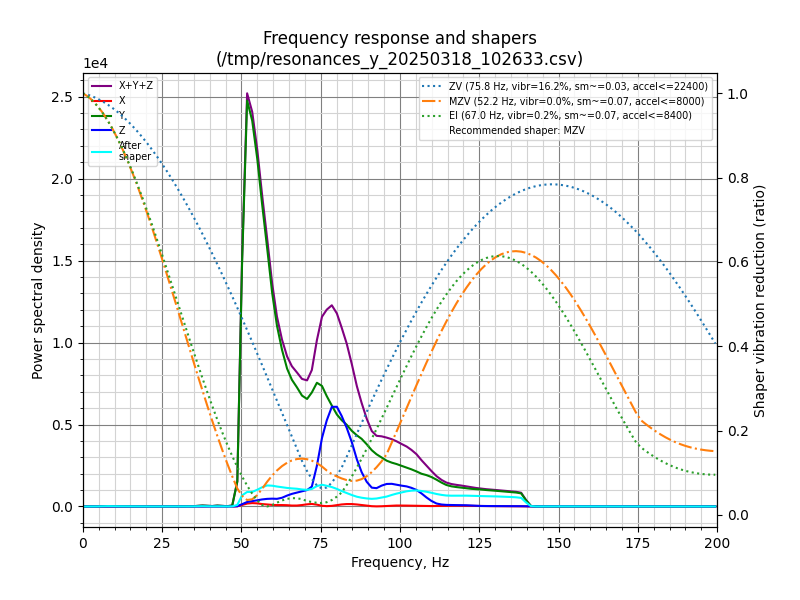 Frequency response and shapers
(/tmp/resonances_y_20250318_102633.csv)
1e4
X+Y+Z
X
Y
Z
After
shaper
ZV (75.8 Hz, vibr=16.2%, sm~=0.03, accel<=22400)
MZV (52.2 Hz, vibr=0.0%, sm~=0.07, accel<=8000)
EI (67.0 Hz, vibr=0.2%, sm~=0.07, accel<=8400)
Recommended shaper: MZV
2.5
2.0
1.5
1.0
0.5
0.0
Power spectral density
1.0
0.8
0.6
0.4
0.2
0.0
Shaper vibration reduction (ratio)
0 25 50 75 100 125 150 175 200
Frequency, Hz